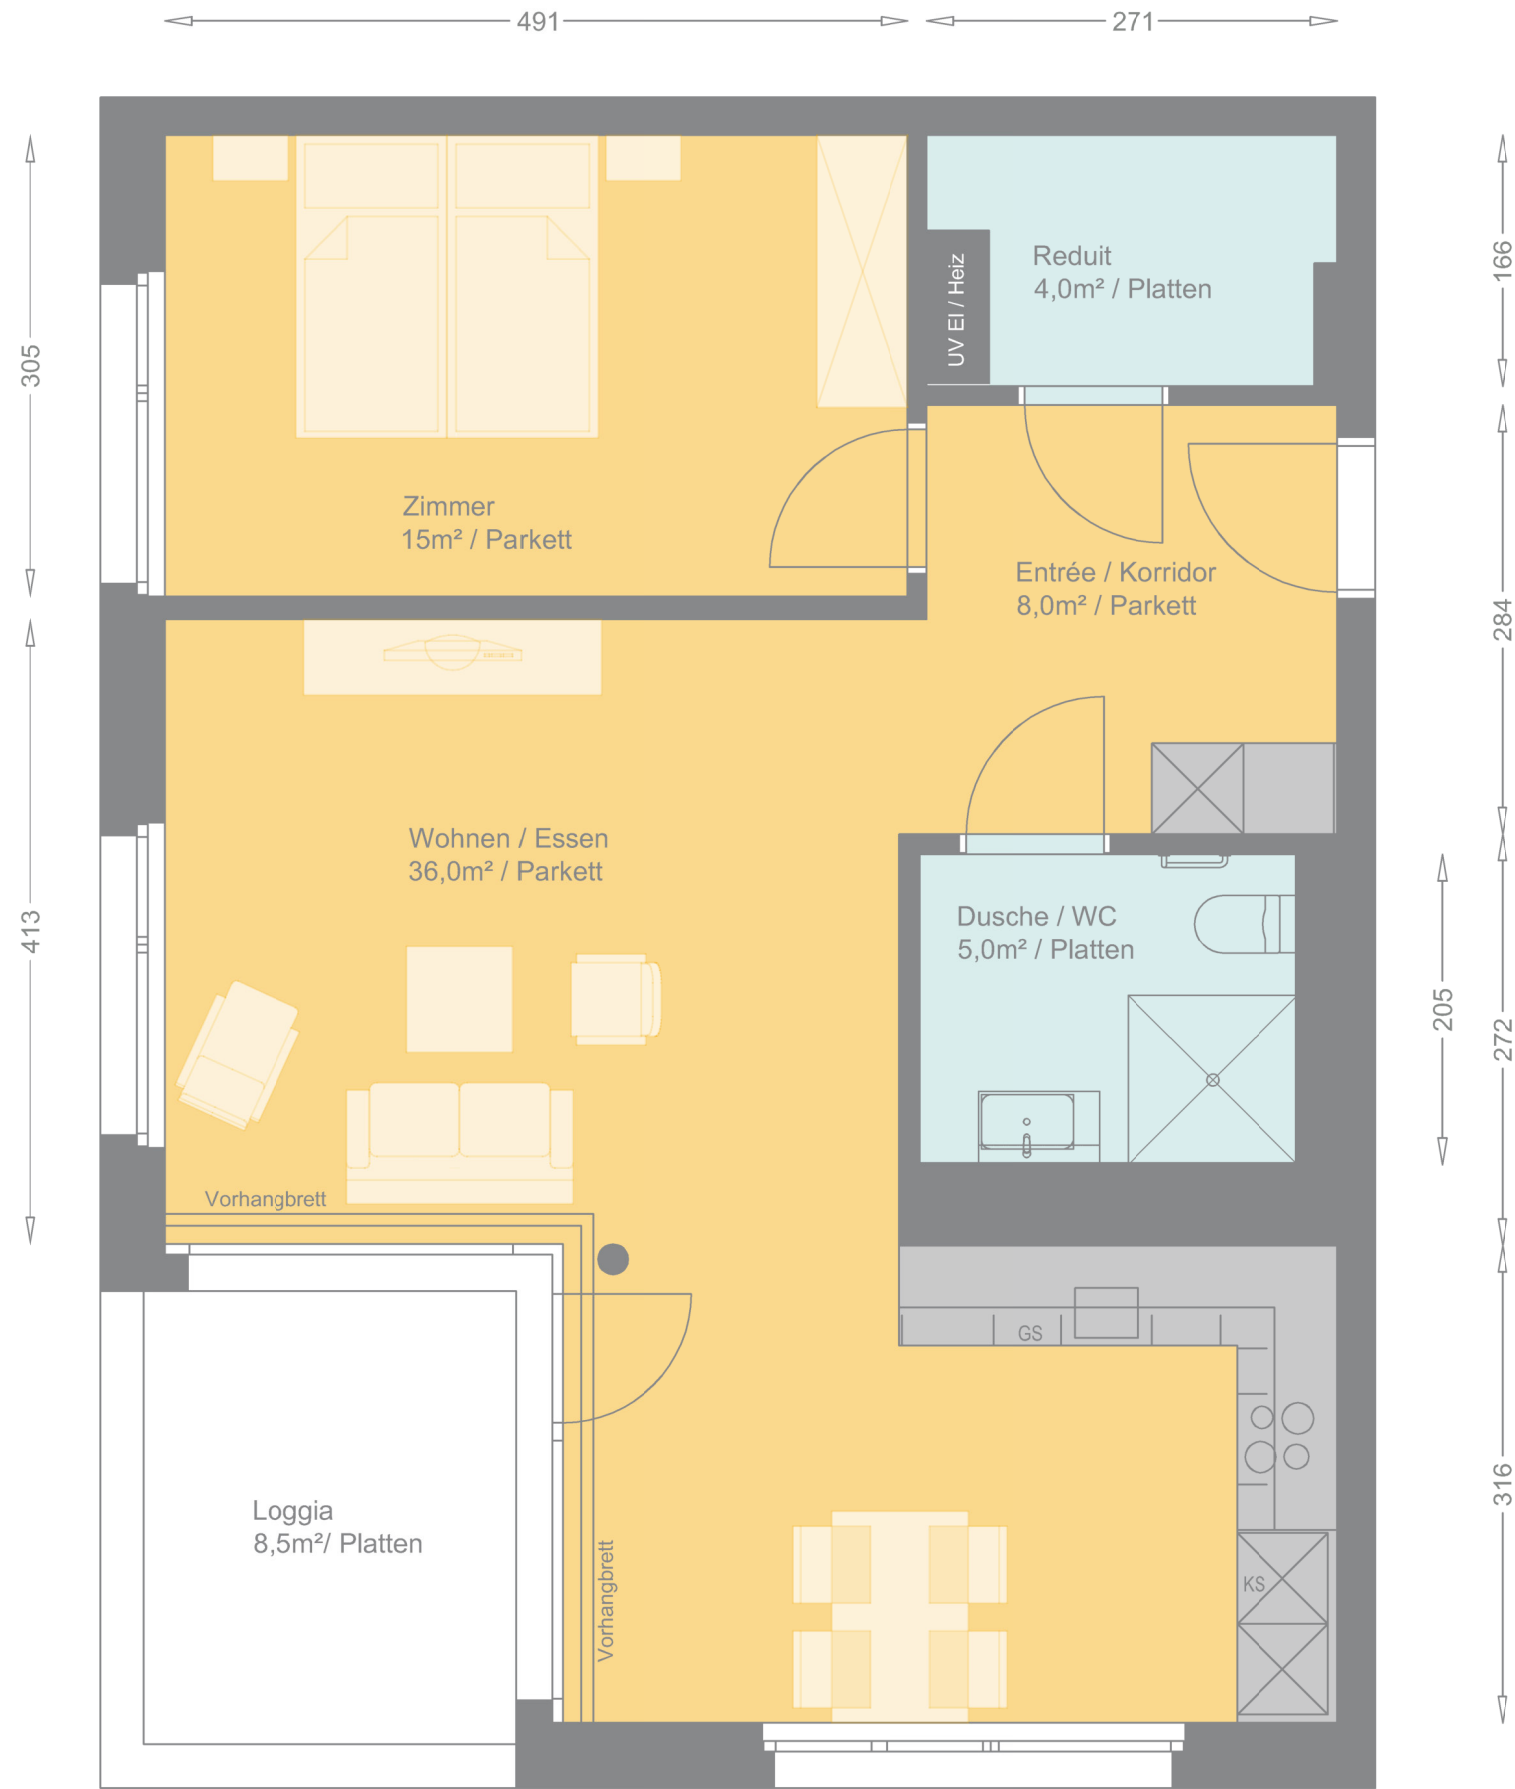 491
271
305
166
Reduit
4,0m² / Platten
UV El / Heiz
Zimmer
15m² / Parkett
Entrée / Korridor
8,0m² / Parkett
284
413
Wohnen / Essen
36,0m² / Parkett
Dusche / WC
5,0m² / Platten
205
272
Vorhangbrett
GS
316
Loggia
8,5m²/ Platten
Vorhangbrett
KS